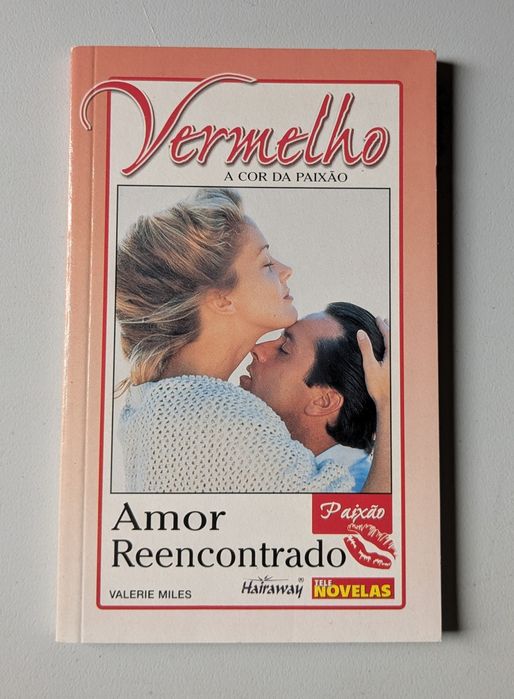 Vermelho
A COR DA PAIXÃO
Amor
Reencontrado
Paixão
VALERIE MILES
Hairaway®
TELE
NOVELAS